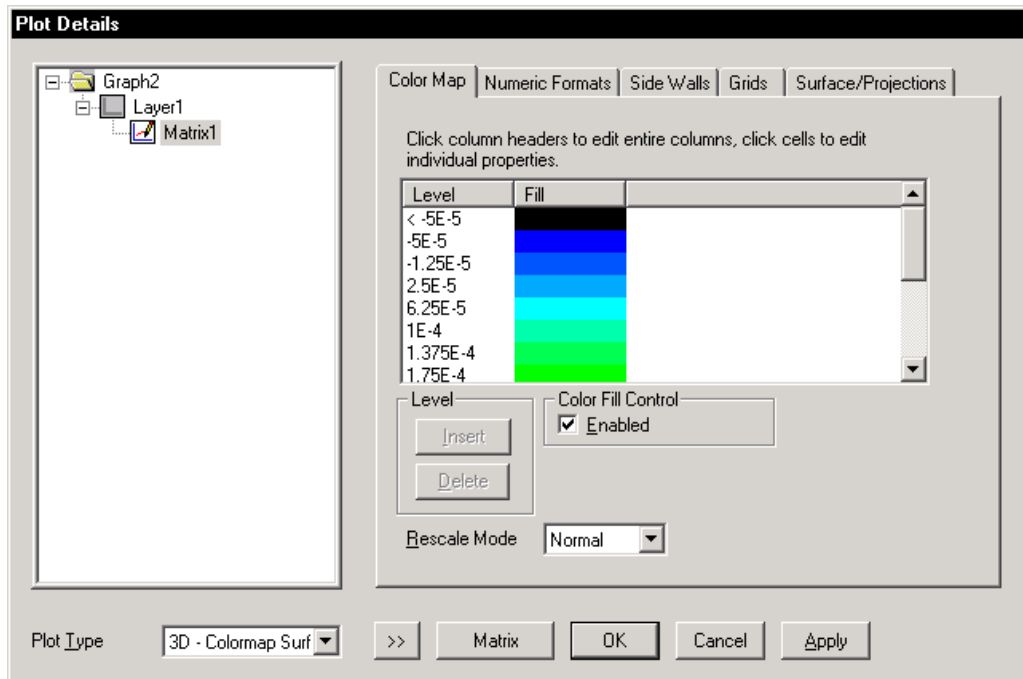 Plot Details
Graph2
Layer1
Matrix1
Color Map Numeric Formats Side Walls Grids Surface/Projections
Click column headers to edit entire columns, click cells to edit
individual properties.
Level Fill
< -5E-5
-5E-5
-1.25E-5
2.5E-5
6.25E-5
1E-4
1.375E-4
1.75E-4
Level
Insert
Delete
Color Fill Control
Enabled
Rescale Mode Normal
Plot Type 3D - Colormap Surf >> Matrix OK Cancel Apply